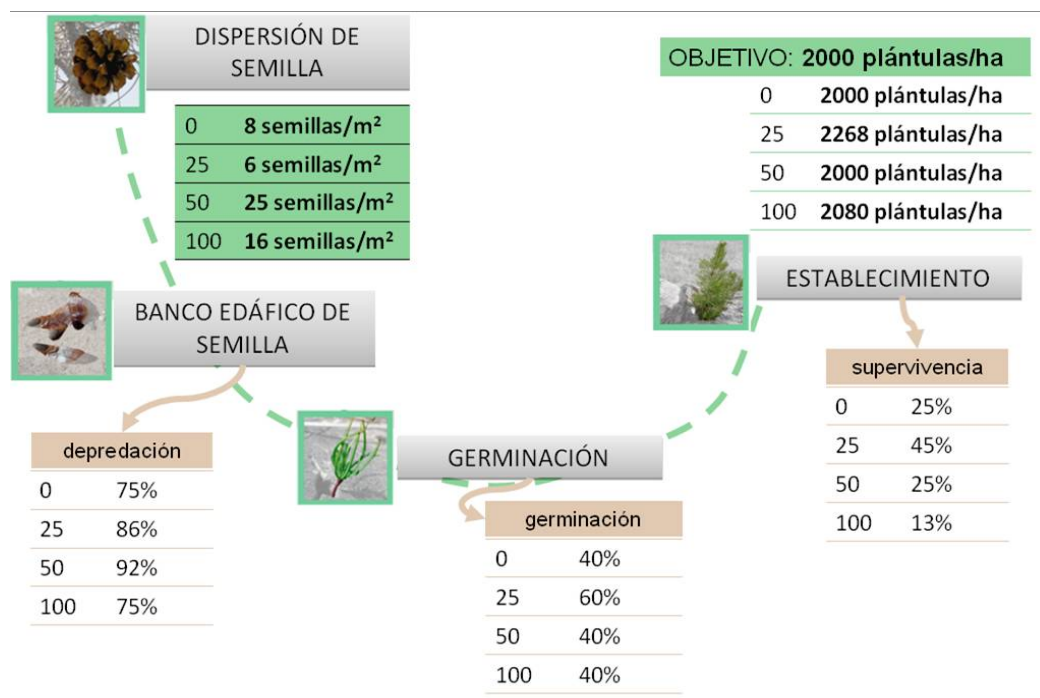 DISPERSIÓN DE
SEMILLA
0 8 semillas/m²
25 6 semillas/m²
50 25 semillas/m²
100 16 semillas/m²
OBJETIVO: 2000 plántulas/ha
0 2000 plántulas/ha
25 2268 plántulas/ha
50 2000 plántulas/ha
100 2080 plántulas/ha
BANCO EDÁFICO DE
SEMILLA
depredación
0 75%
25 86%
50 92%
100 75%
GERMINACIÓN
germinación
0 40%
25 60%
50 40%
100 40%
ESTABLECIMIENTO
supervivencia
0 25%
25 45%
50 25%
100 13%